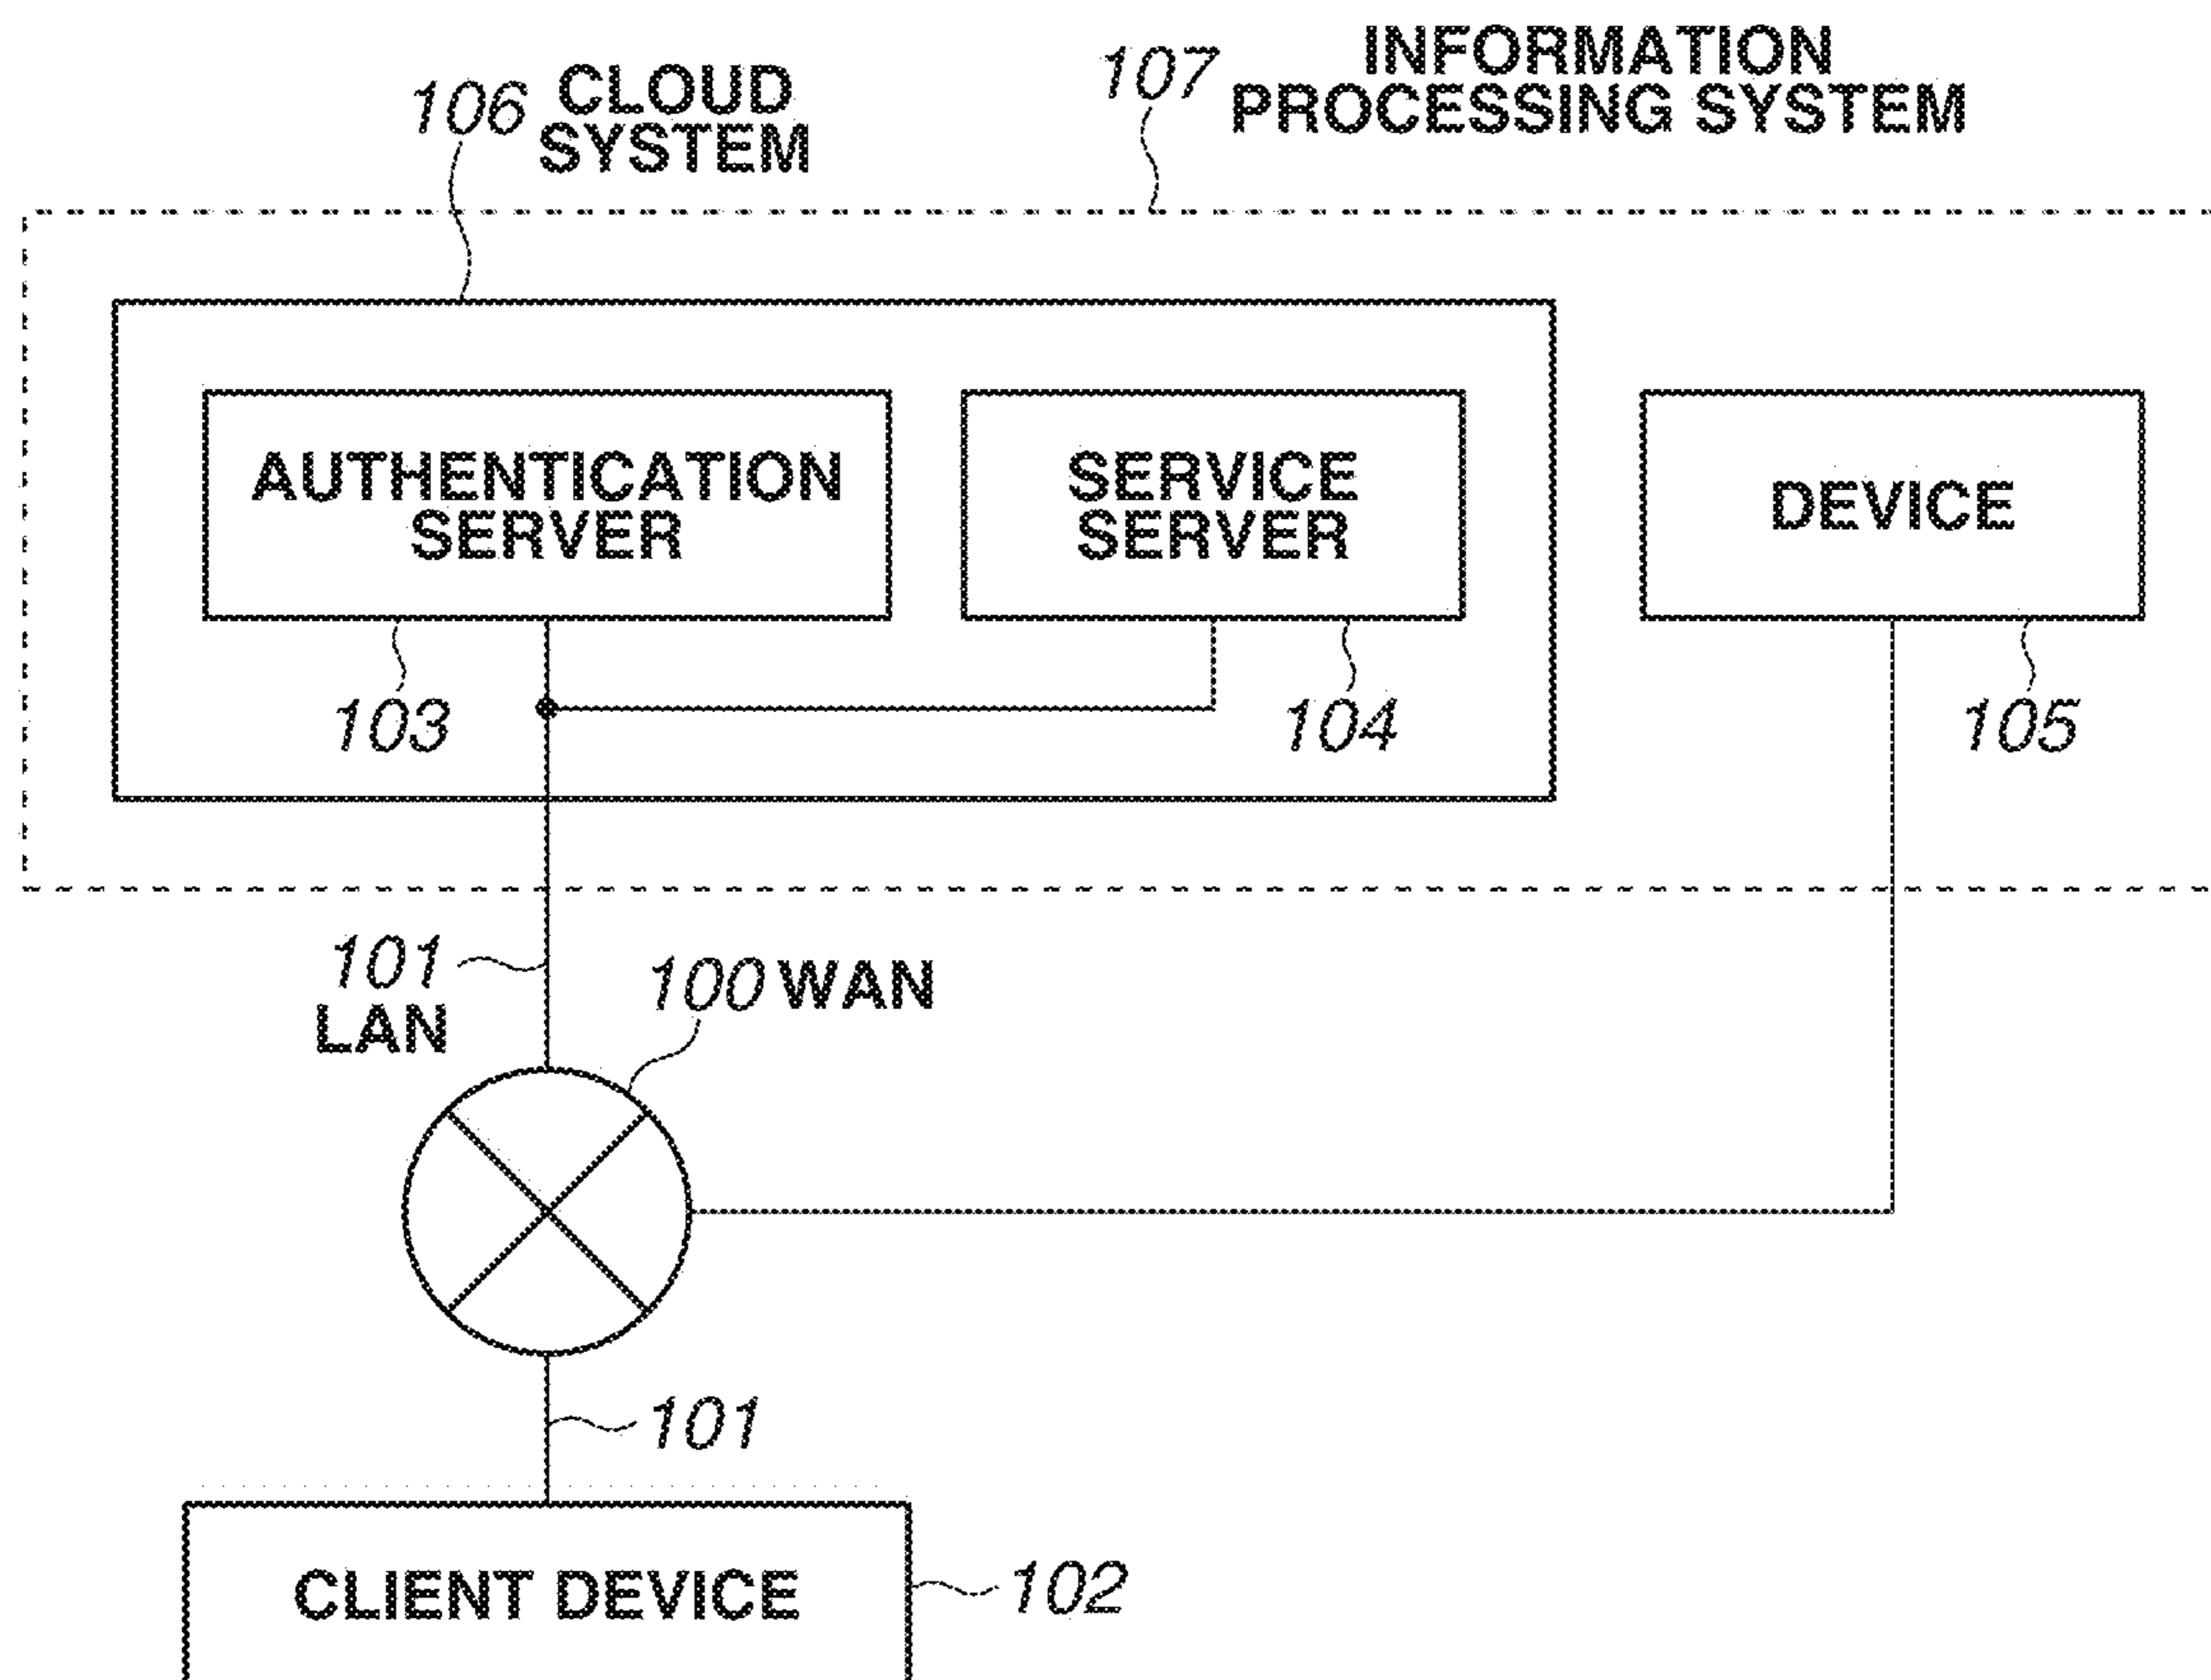 106 CLOUD
SYSTEM
107 INFORMATION
PROCESSING SYSTEM
AUTHENTICATION
SERVER
SERVICE
SERVER
DEVICE
103
104
105
101
LAN
100 WAN
101
CLIENT DEVICE
102